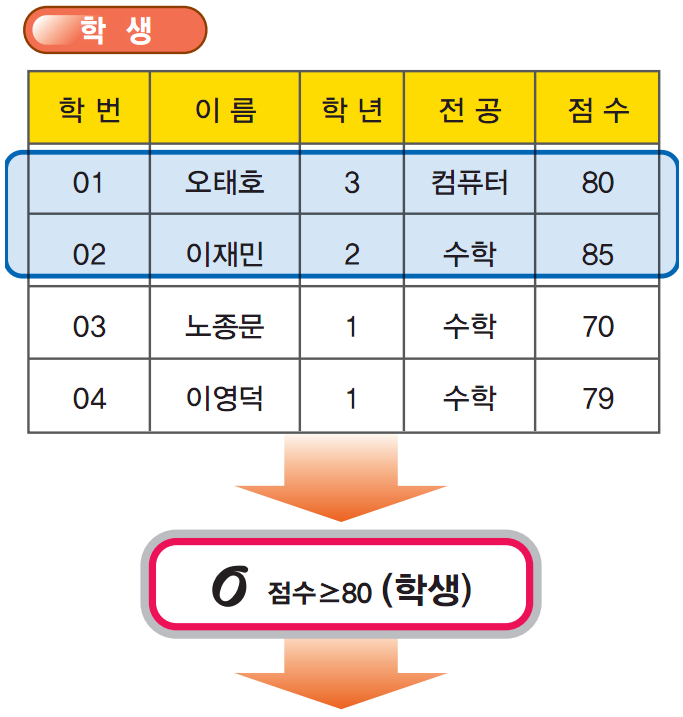 학 생
학 번 이 름 학 년 전 공 점 수
01 오태호 3 컴퓨터 80
02 이재민 2 수학 85
03 노종문 1 수학 70
04 이영덕 1 수학 79
σ 점수≥80 (학생)